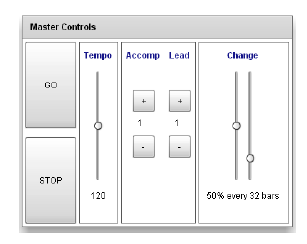 Master Controls
GO
STOP
Tempo
120
Accomp Lead
+ +
1 1
- -
Change
50% every 32 bars